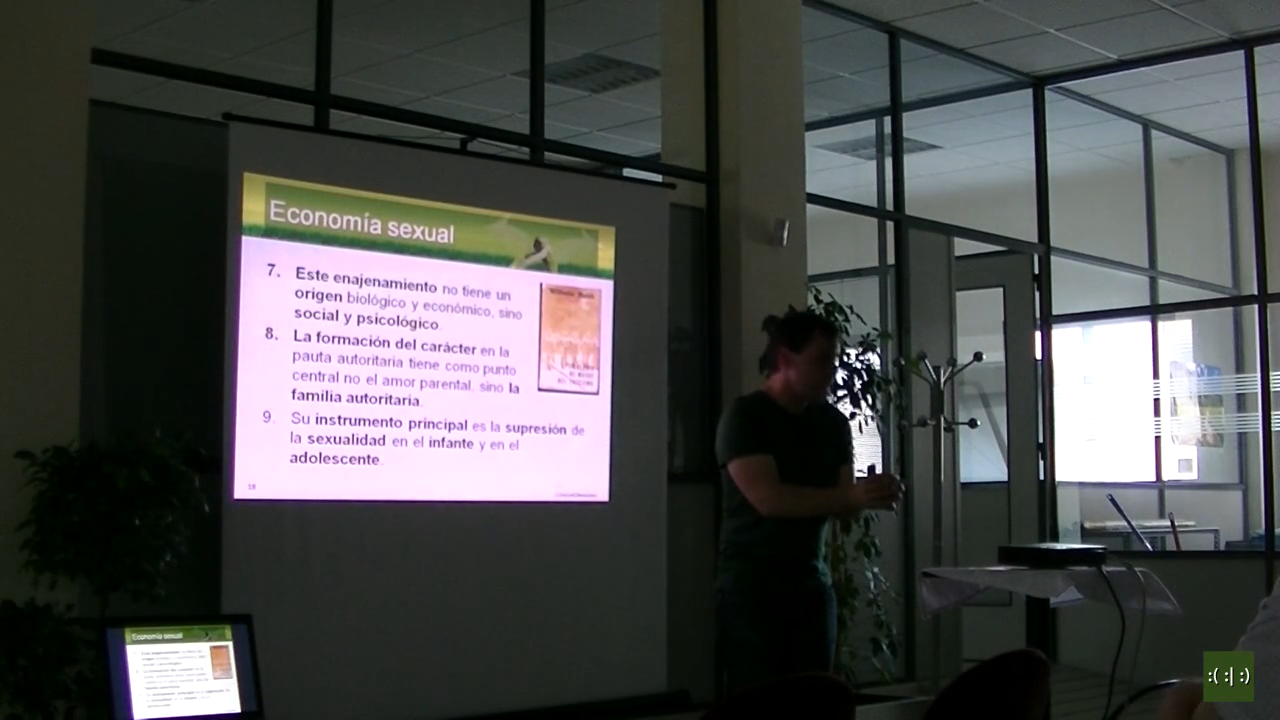 Economía sexual
7. Este enajenamiento no tiene un
origen biológico y económico, sino
social y psicológico.
8. La formación del carácter en la
pauta autoritaria tiene como punto
central no el amor parental, sino la
familia autoritaria.
9. Su instrumento principal es la supresión de
la sexualidad en el infante y en el
adolescente.
18
Economía sexual
:( :| :)